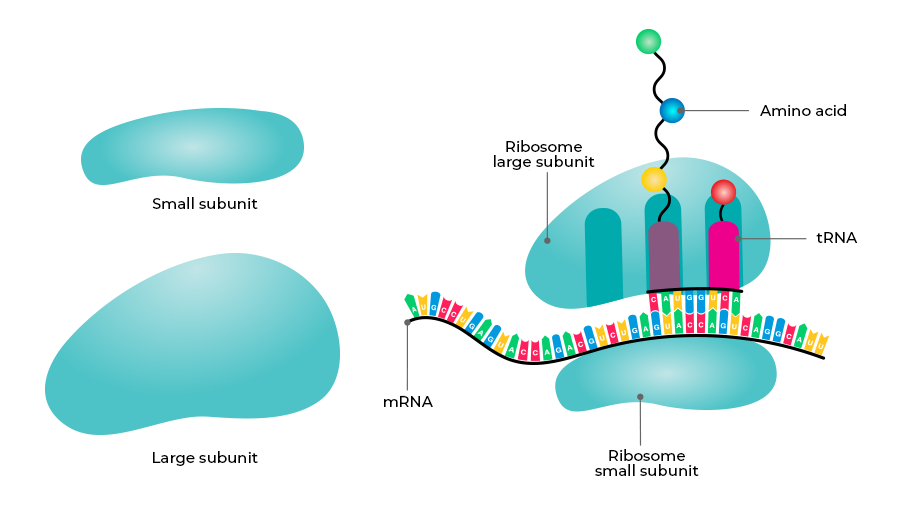 Amino acid
Ribosome
large subunit
Small subunit
tRNA
C A U G G U C A
A U G C C U G A G U A C C A G A C G U C U G A G U A C C A G U C A G G C A U U
mRNA
Large subunit
Ribosome
small subunit